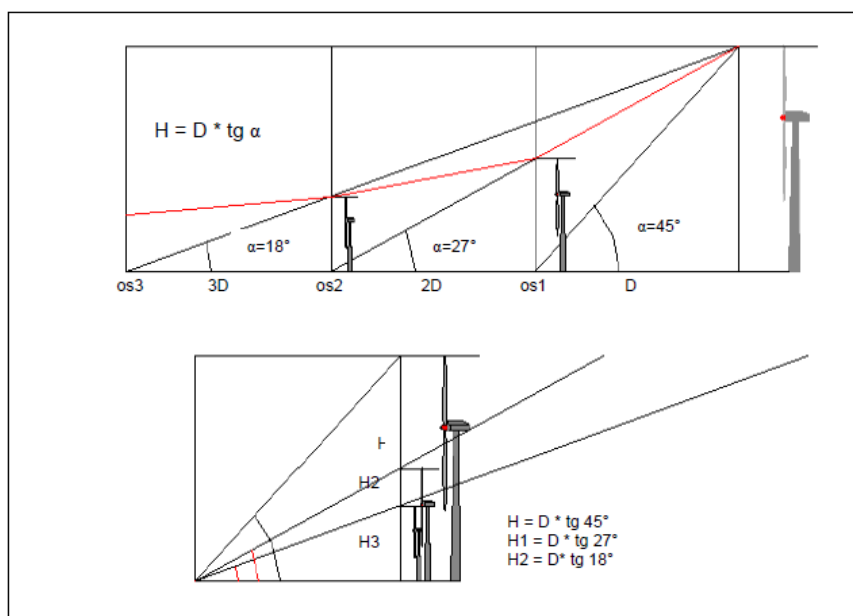 H = D * tg α
α=18°
α=27°
α=45°
os3 3D os2 2D os1 D
H
H2
H3
H = D * tg 45°
H1 = D * tg 27°
H2 = D* tg 18°